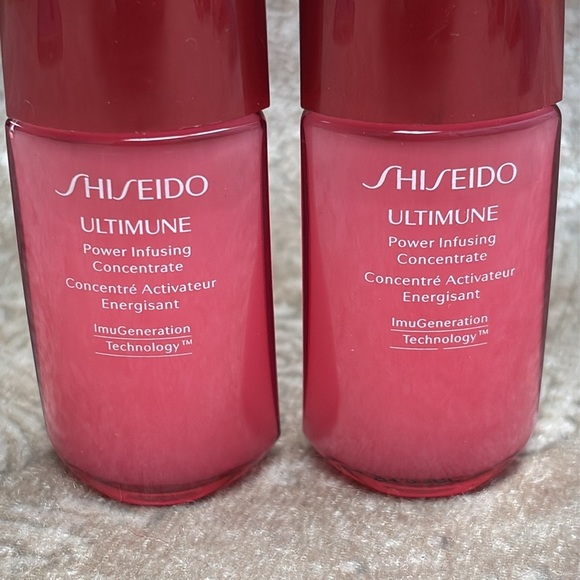 SHISEIDO
ULTIMUNE
Power Infusing
Concentrate
Concentré Activateur
Energisant
ImuGeneration
Technology™
SHISEIDO
ULTIMUNE
Power Infusing
Concentrate
Concentré Activateur
Energisant
ImuGeneration
Technology™